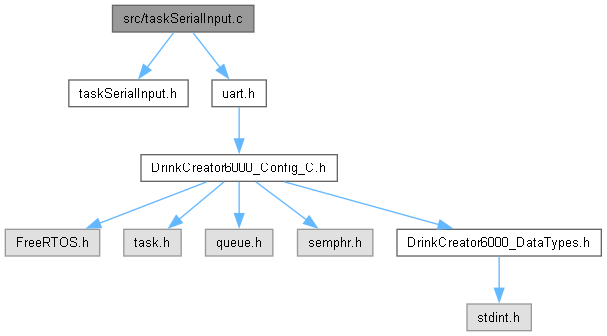 src/taskSerialInput.c
taskSerialInput.h
uart.h
DrinkCreator6000_Config_C.h
FreeRTOS.h
task.h
queue.h
semphr.h
DrinkCreator6000_DataTypes.h
stdint.h